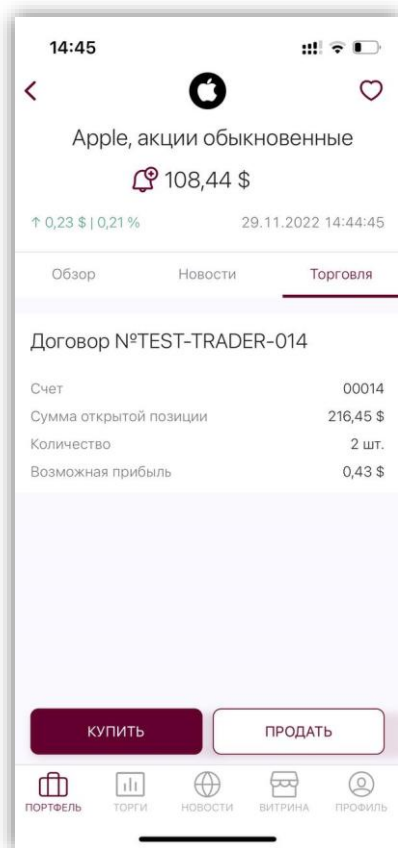 14:45
Apple, акции обыкновенные
108,44 $
↑ 0,23 $ | 0,21 % 29.11.2022 14:44:45
Обзор Новости Торговля
Договор №TEST-TRADER-014
Счет 00014
Сумма открытой позиции 216,45 $
Количество 2 шт.
Возможная прибыль 0,43 $
КУПИТЬ ПРОДАТЬ
ПОРТФЕЛЬ ТОРГИ НОВОСТИ ВИТРИНА ПРОФИЛЬ